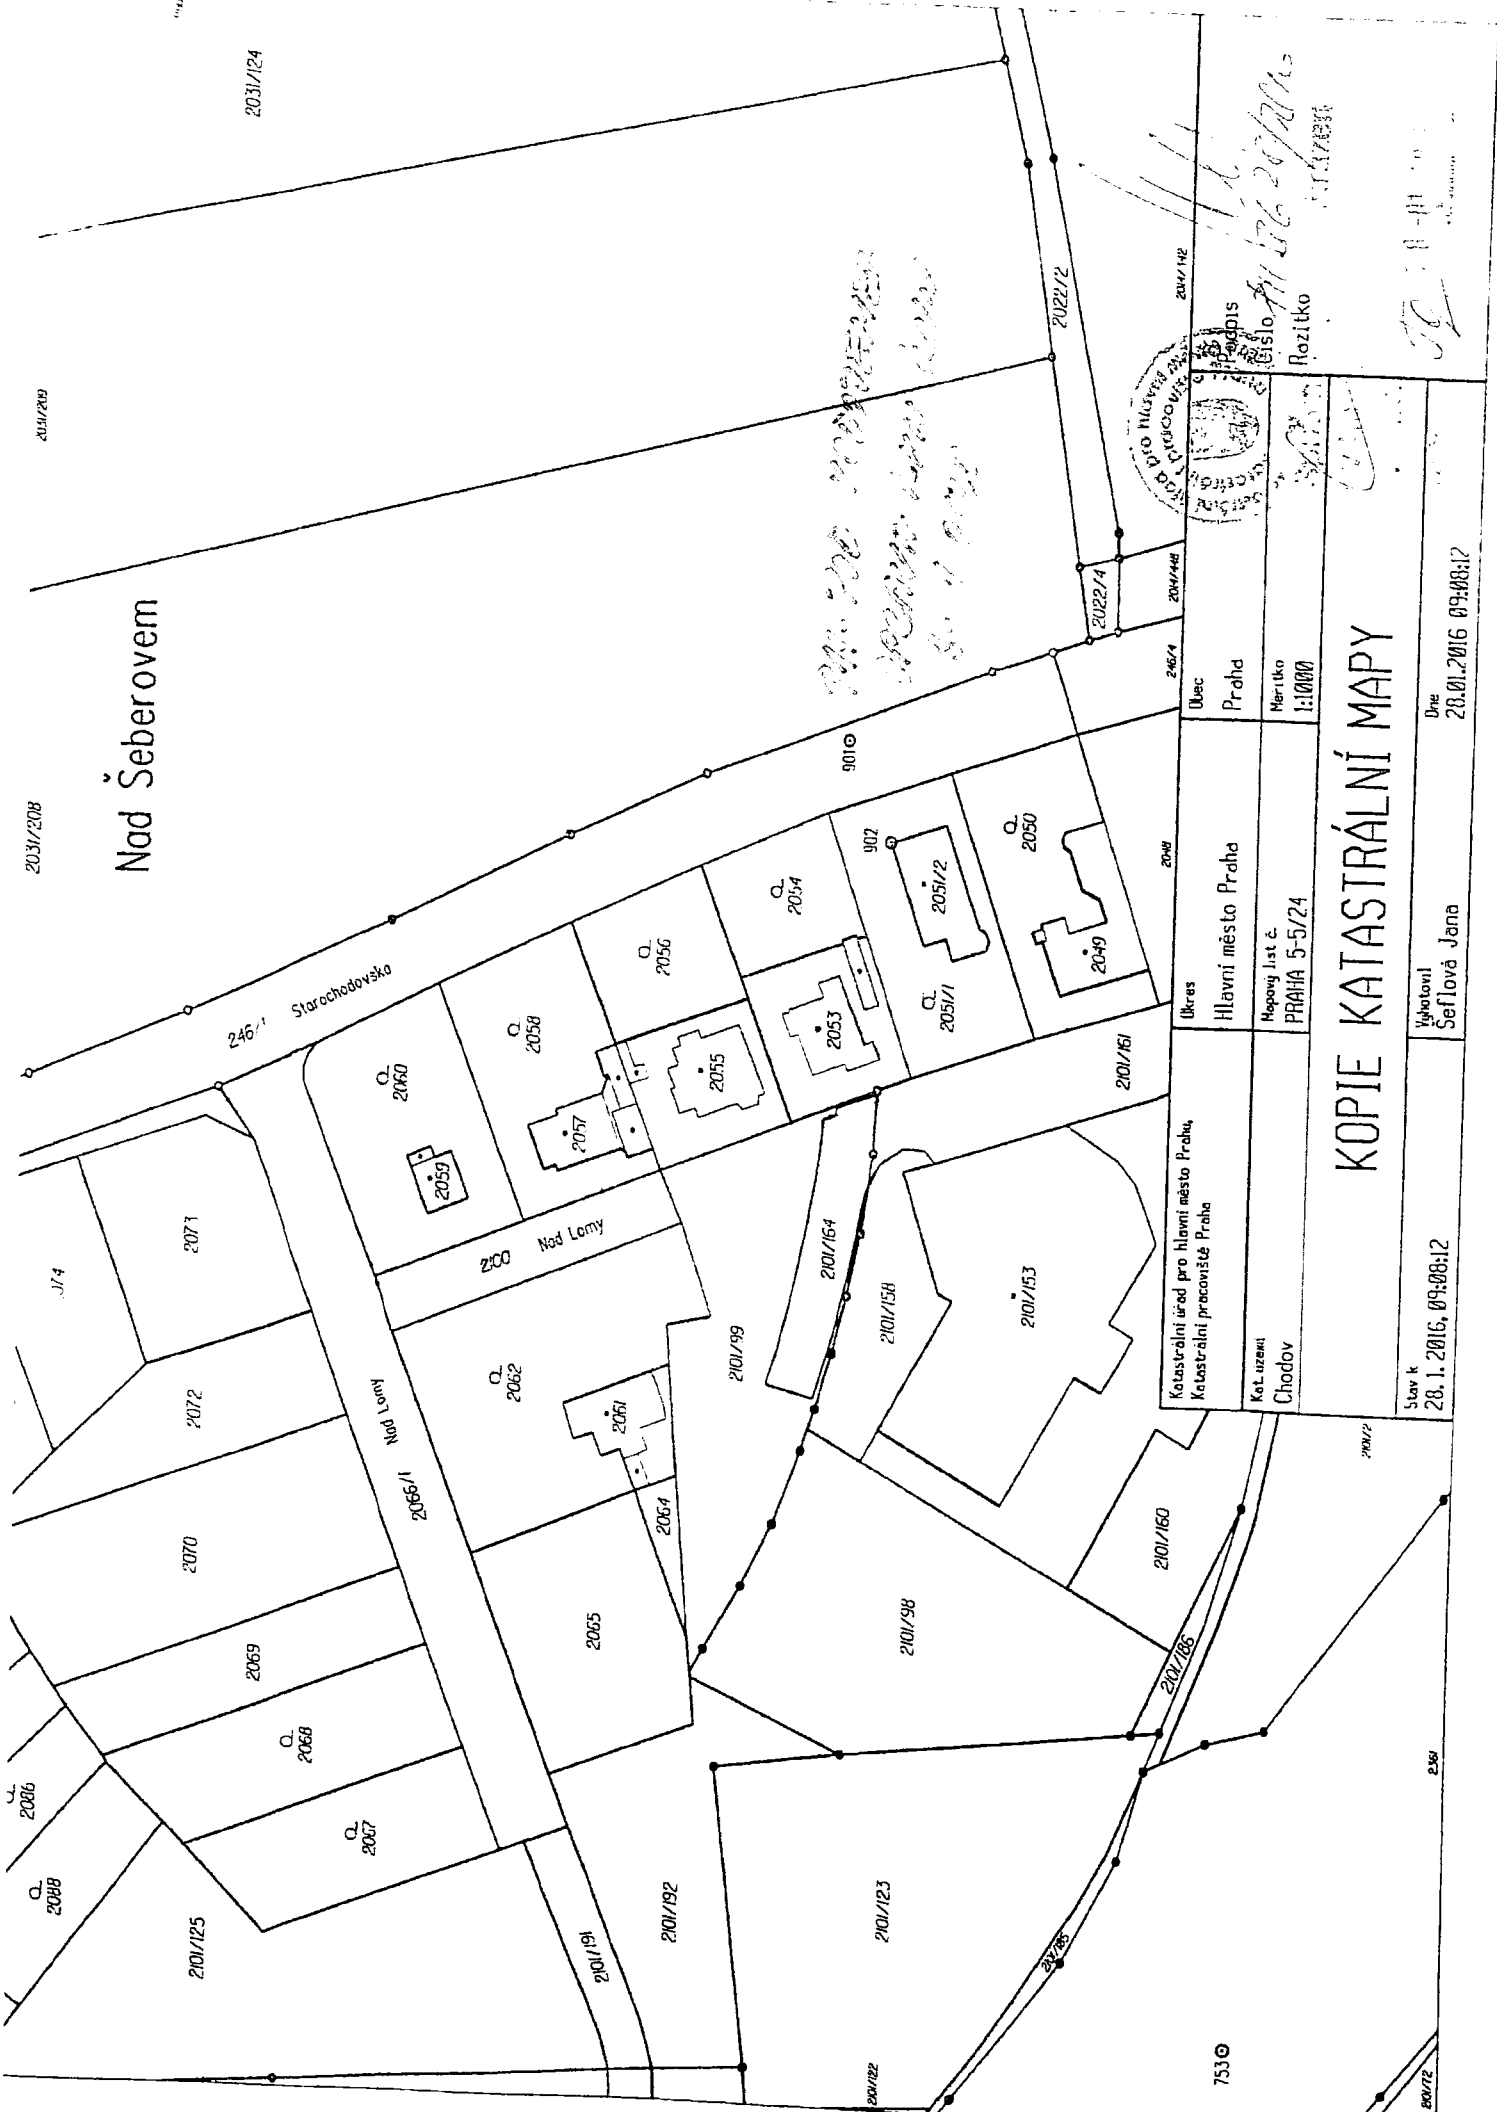 2031/208
2031/209
2031/124
Nad Šeberovem
246/1
Starochodovská
2073
2072
2070
2069
2068
2067
2086
2088
2101/125
2101/191
2066/1
Nad Lomy
2060
2059
2058
2057
2056
2055
2054
2053
902
901
2051/2
2051/1
2050
2049
2100
Nad Lomy
2062
2061
2064
2065
2101/99
2101/164
2101/158
2101/153
2101/161
2101/98
2101/160
2101/186
2101/192
2101/123
2101/185
2101/122
753
2101/72
2361
2101/2
2048
246/4
2022/4
2022/2
2014/142
Katastrální úřad pro hlavní město Prahu,
Katastrální pracoviště Praha
Okres
Hlavní město Praha
Obec
Praha
Kat. území
Chodov
Mapový list č.
PRAHA 5-5/24
Měřítko
1:1000
KOPIE KATASTRÁLNÍ MAPY
Stav k
28.1.2016, 09:08:12
Vyhotovil
Šeflová Jana
Dne
28.01.2016 09:08:12
Podpis
Číslo
Razítko